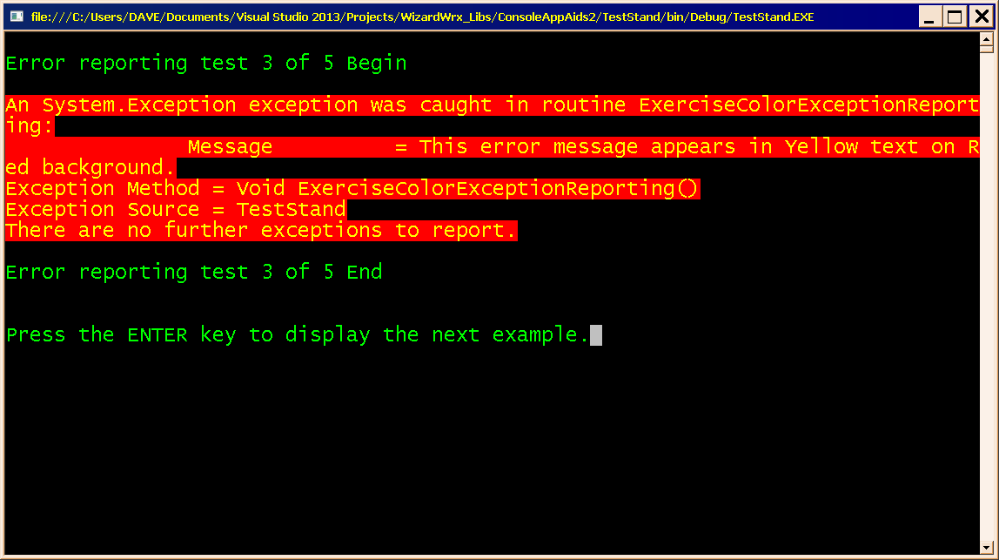 file:///C:/Users/DAVE/Documents/Visual Studio 2013/Projects/WizardWrx_Libs/ConsoleAppAids2/TestStand/bin/Debug/TestStand.EXE
Error reporting test 3 of 5 Begin
An System.Exception exception was caught in routine ExerciseColorExceptionReport
ing:
               Message          = This error message appears in Yellow text on R
ed background.
Exception Method = Void ExerciseColorExceptionReporting()
Exception Source = TestStand
There are no further exceptions to report.
Error reporting test 3 of 5 End
Press the ENTER key to display the next example.